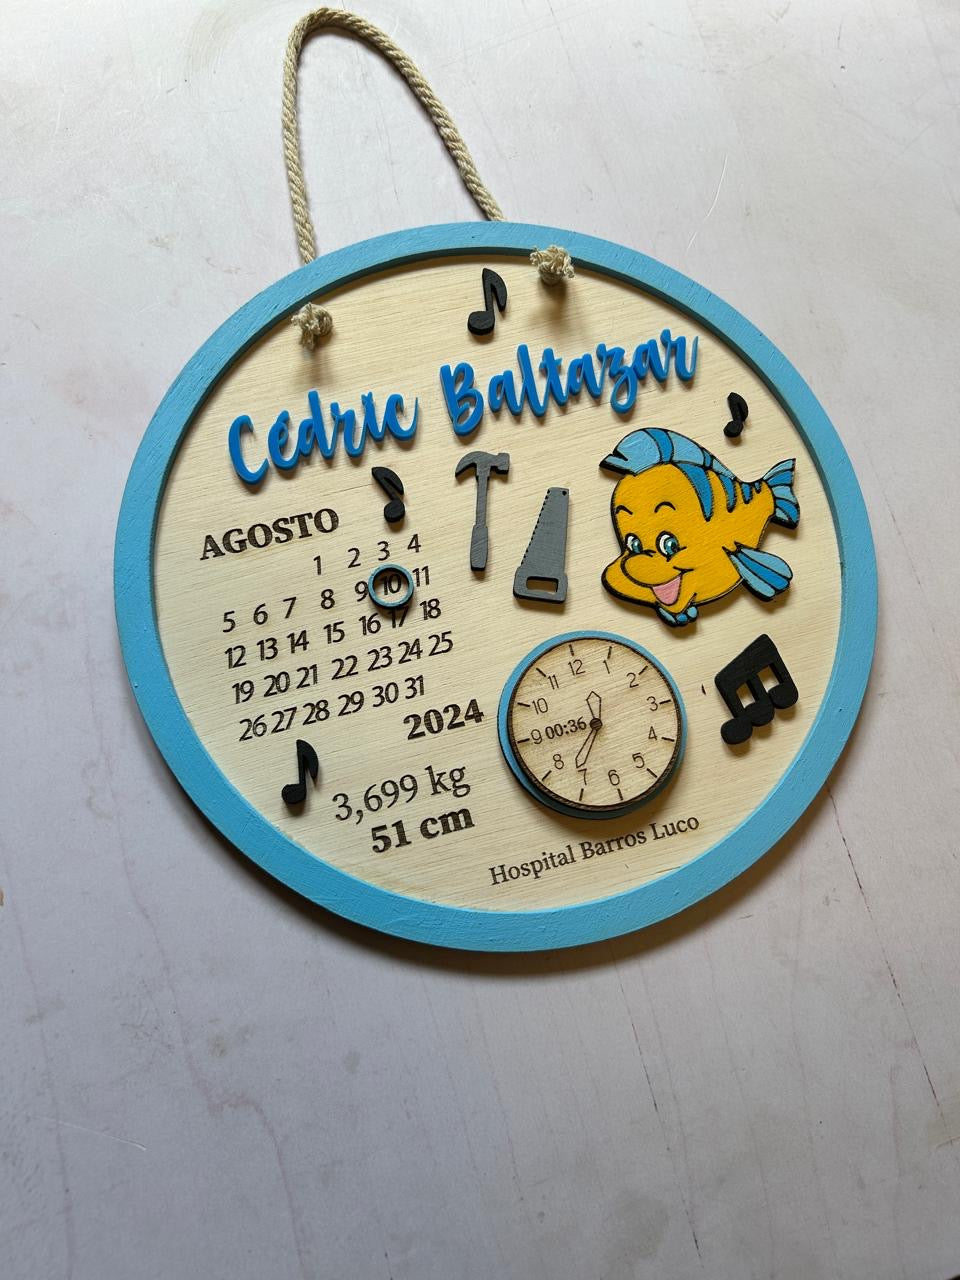 Cédric Baltazar
AGOSTO
1 2 3 4
5 6 7 8 9 10 11
12 13 14 15 16 17 18
19 20 21 22 23 24 25
26 27 28 29 30 31
2024
3,699 kg
51 cm
12 1 2 3 4 5 6 7 8 9 10 11
00:36
Hospital Barros Luco